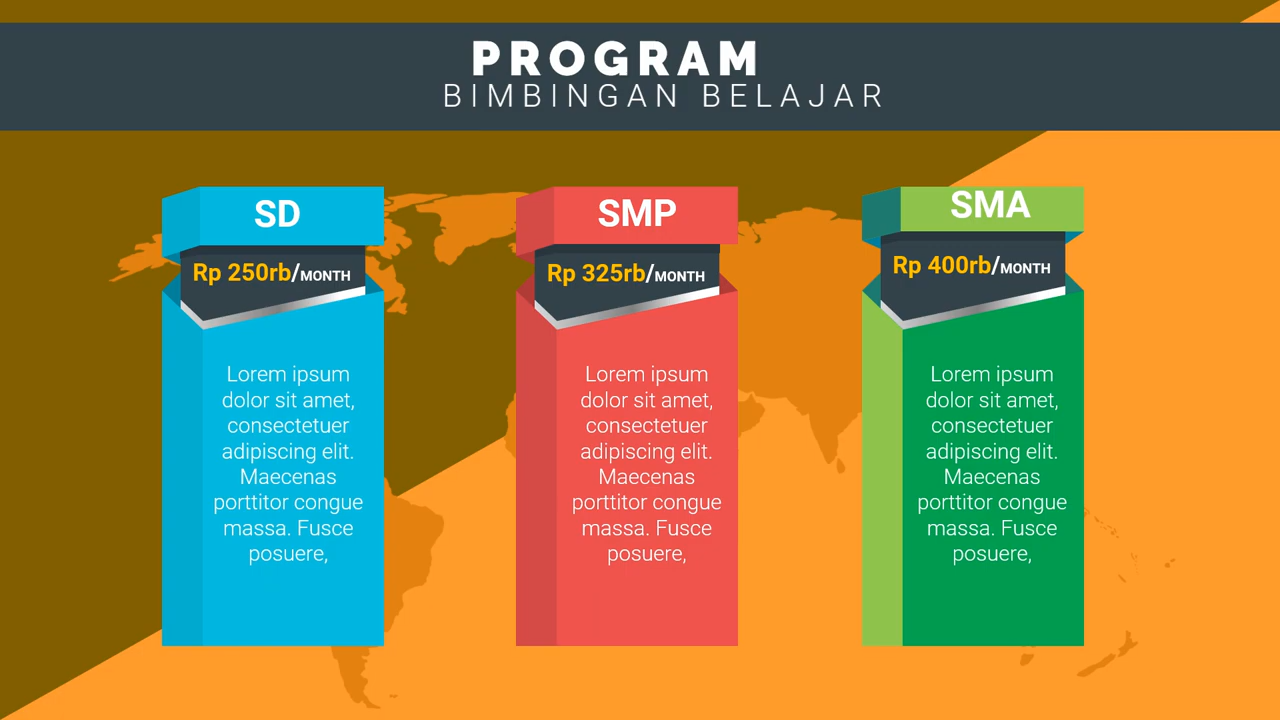 PROGRAM
BIMBINGAN BELAJAR
SD
Rp 250rb/MONTH
Lorem ipsum
dolor sit amet,
consectetuer
adipiscing elit.
Maecenas
porttitor congue
massa. Fusce
posuere,
SMP
Rp 325rb/MONTH
Lorem ipsum
dolor sit amet,
consectetuer
adipiscing elit.
Maecenas
porttitor congue
massa. Fusce
posuere,
SMA
Rp 400rb/MONTH
Lorem ipsum
dolor sit amet,
consectetuer
adipiscing elit.
Maecenas
porttitor congue
massa. Fusce
posuere,